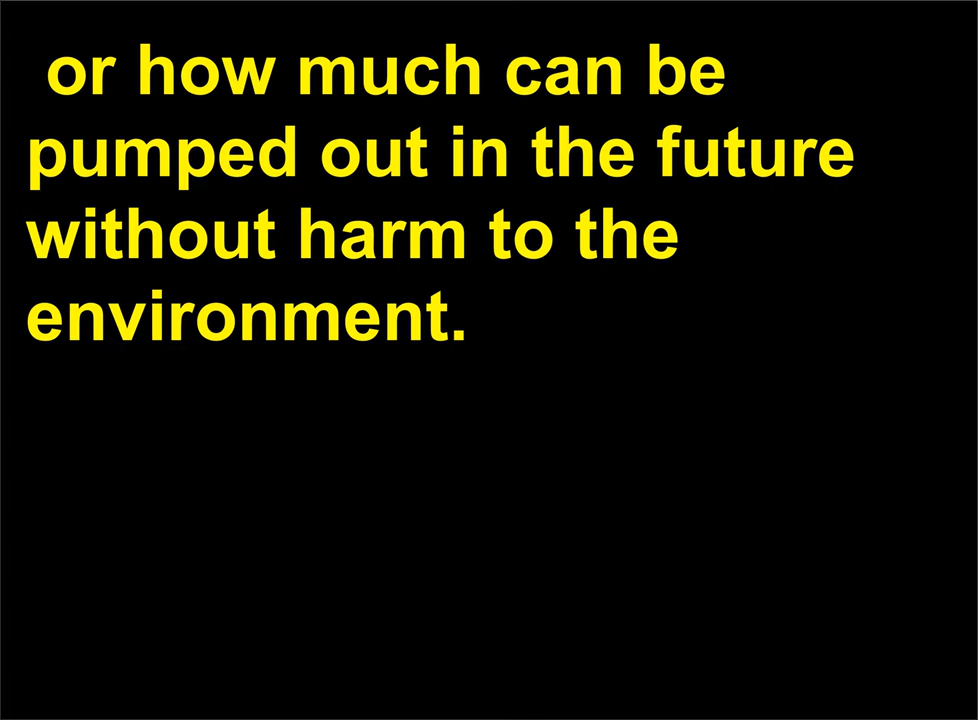 or how much can be
pumped out in the future
without harm to the
environment.